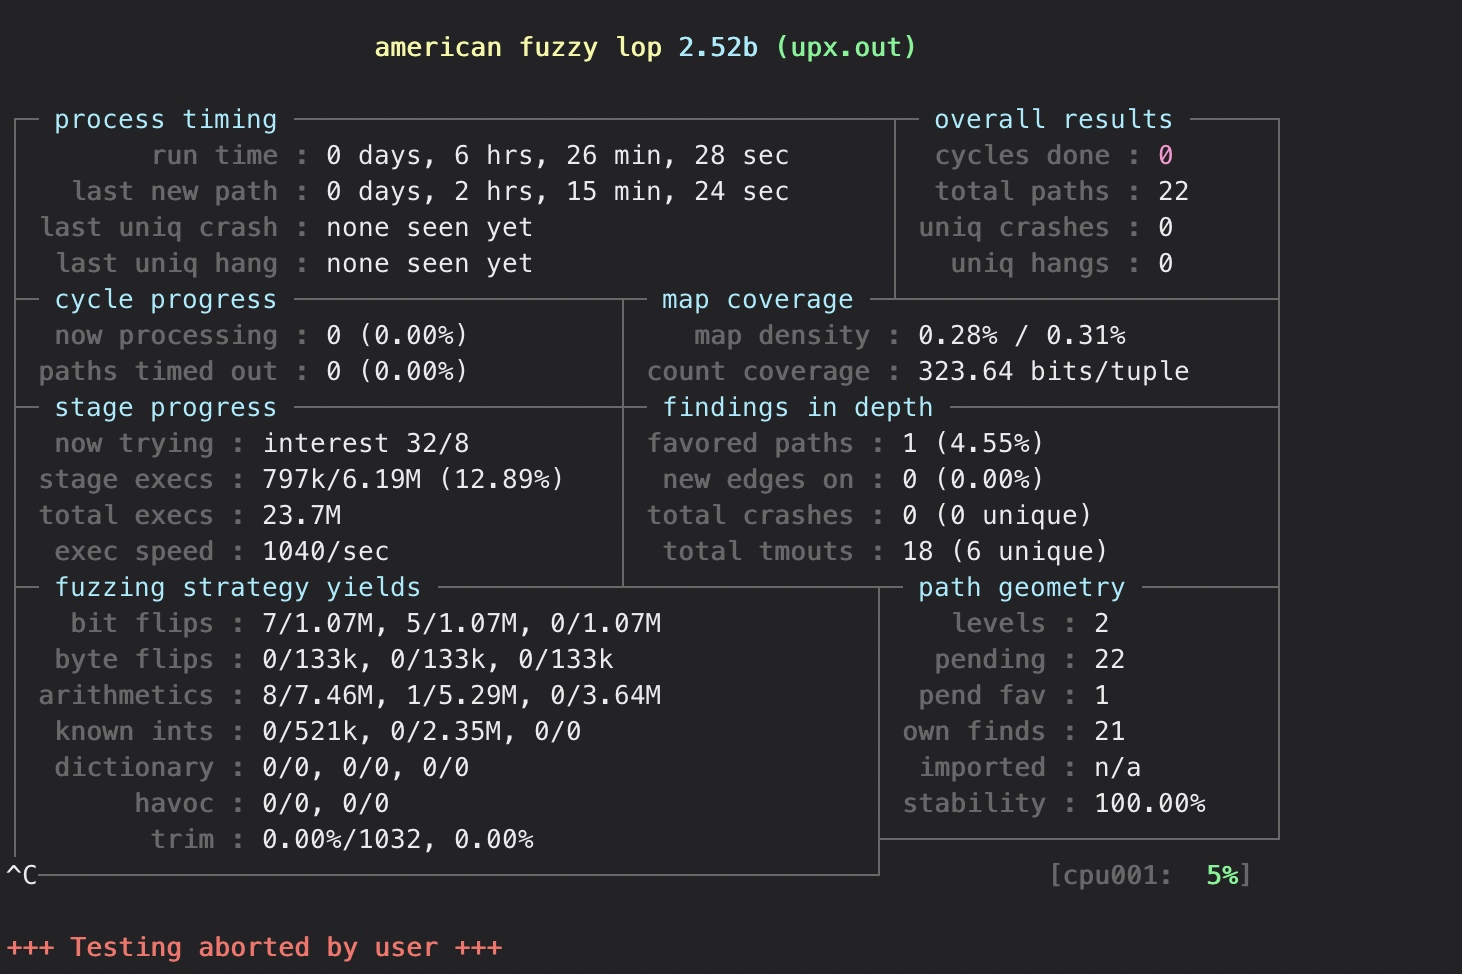 american fuzzy lop 2.52b (upx.out)
process timing overall results
run time : 0 days, 6 hrs, 26 min, 28 sec cycles done : 0
last new path : 0 days, 2 hrs, 15 min, 24 sec total paths : 22
last uniq crash : none seen yet uniq crashes : 0
last uniq hang : none seen yet uniq hangs : 0
cycle progress map coverage
now processing : 0 (0.00%) map density : 0.28% / 0.31%
paths timed out : 0 (0.00%) count coverage : 323.64 bits/tuple
stage progress findings in depth
now trying : interest 32/8 favored paths : 1 (4.55%)
stage execs : 797k/6.19M (12.89%) new edges on : 0 (0.00%)
total execs : 23.7M total crashes : 0 (0 unique)
exec speed : 1040/sec total tmouts : 18 (6 unique)
fuzzing strategy yields path geometry
bit flips : 7/1.07M, 5/1.07M, 0/1.07M levels : 2
byte flips : 0/133k, 0/133k, 0/133k pending : 22
arithmetics : 8/7.46M, 1/5.29M, 0/3.64M pend fav : 1
known ints : 0/521k, 0/2.35M, 0/0 own finds : 21
dictionary : 0/0, 0/0, 0/0 imported : n/a
havoc : 0/0, 0/0 stability : 100.00%
trim : 0.00%/1032, 0.00%
^C [cpu001: 5%]
+++ Testing aborted by user +++